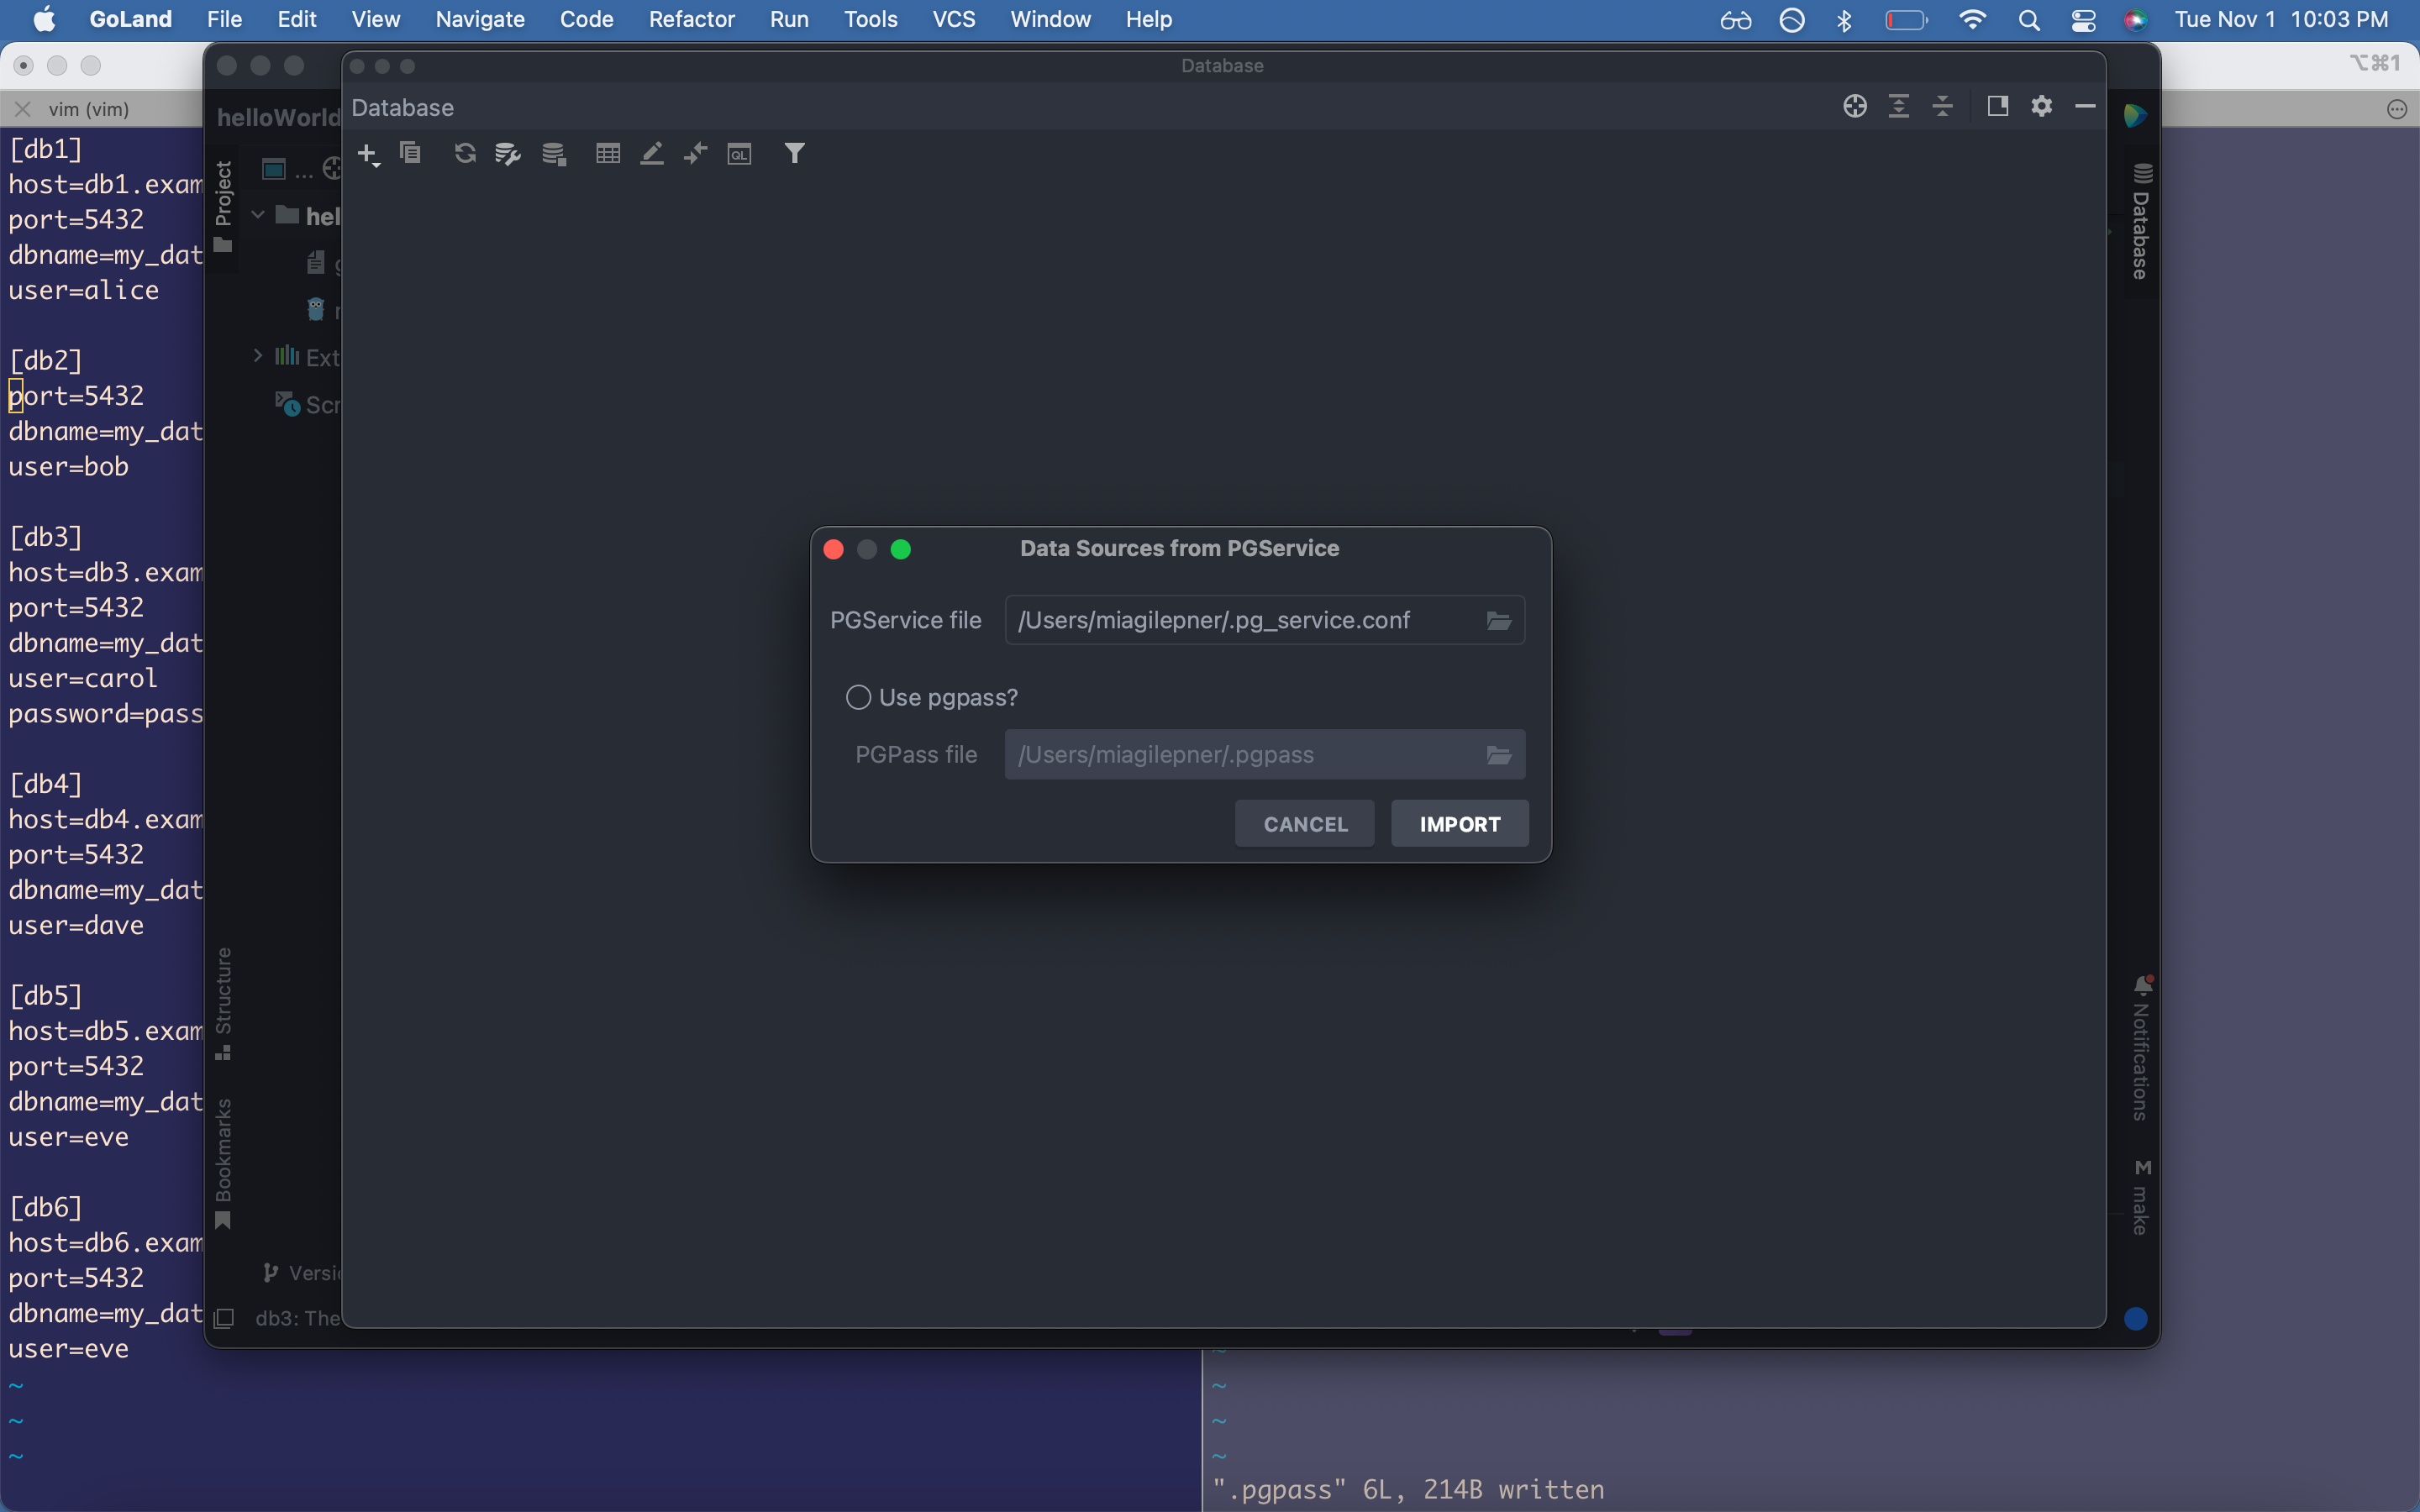 GoLand File Edit View Navigate Code Refactor Run Tools VCS Window Help Tue Nov 1 10:03 PM
⌥⌘1
vim (vim)
[db1]
host=db1.exam
port=5432
dbname=my_dat
user=alice
[db2]
port=5432
dbname=my_dat
user=bob
[db3]
host=db3.exam
port=5432
dbname=my_dat
user=carol
password=pass
[db4]
host=db4.exam
port=5432
dbname=my_dat
user=dave
[db5]
host=db5.exam
port=5432
dbname=my_dat
user=eve
[db6]
host=db6.exam
port=5432
dbname=my_dat
user=eve
~
~
~
helloWorld
Project
...
hel
g
Ext
Scr
Structure
Bookmarks
Versi
db3: The
Database
Database
QL
Data Sources from PGService
PGService file /Users/miagilepner/.pg_service.conf
Use pgpass?
PGPass file /Users/miagilepner/.pgpass
CANCEL IMPORT
Database
Notifications
M make
~
~
~
~
".pgpass" 6L, 214B written